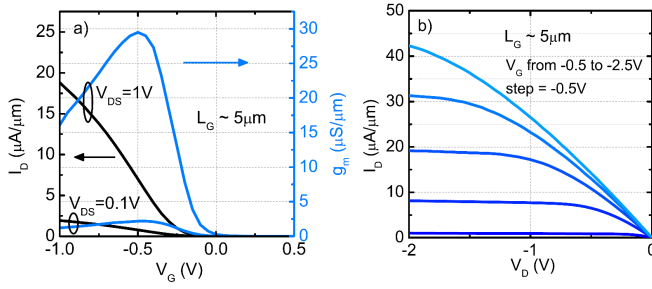 a)
V_DS=1V
L_G ~ 5μm
V_DS=0.1V
I_D (μA/μm)
25
20
15
10
5
0
-1.0 -0.5 0.0 0.5
V_G (V)
30
25
20
15
10
5
0
g_m (μS/μm)
b)
L_G ~ 5μm
V_G from -0.5 to -2.5V
step = -0.5V
I_D (μA/μm)
50
40
30
20
10
0
-2 -1 0
V_D (V)